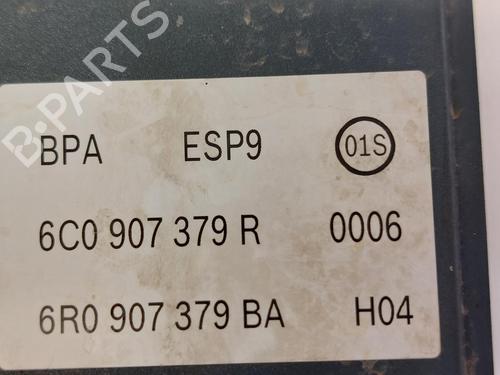 B-PARTS
BPA ESP9 01S
6C0 907 379 R 0006
6R0 907 379 BA H04